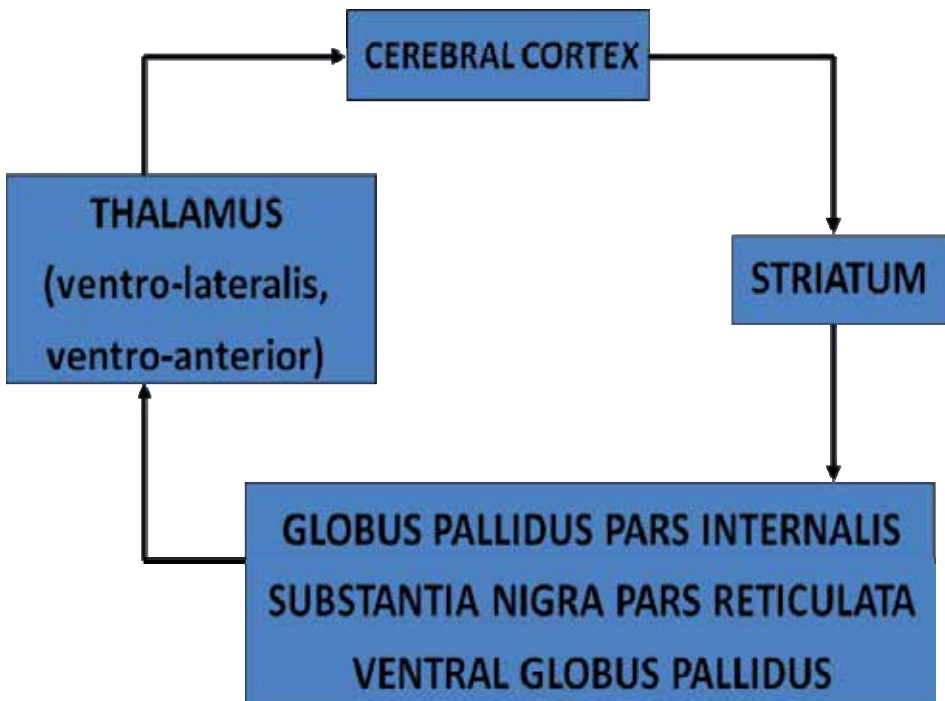 CEREBRAL CORTEX
THALAMUS
(ventro-lateralis,
ventro-anterior)
STRIATUM
GLOBUS PALLIDUS PARS INTERNALIS
SUBSTANTIA NIGRA PARS RETICULATA
VENTRAL GLOBUS PALLIDUS